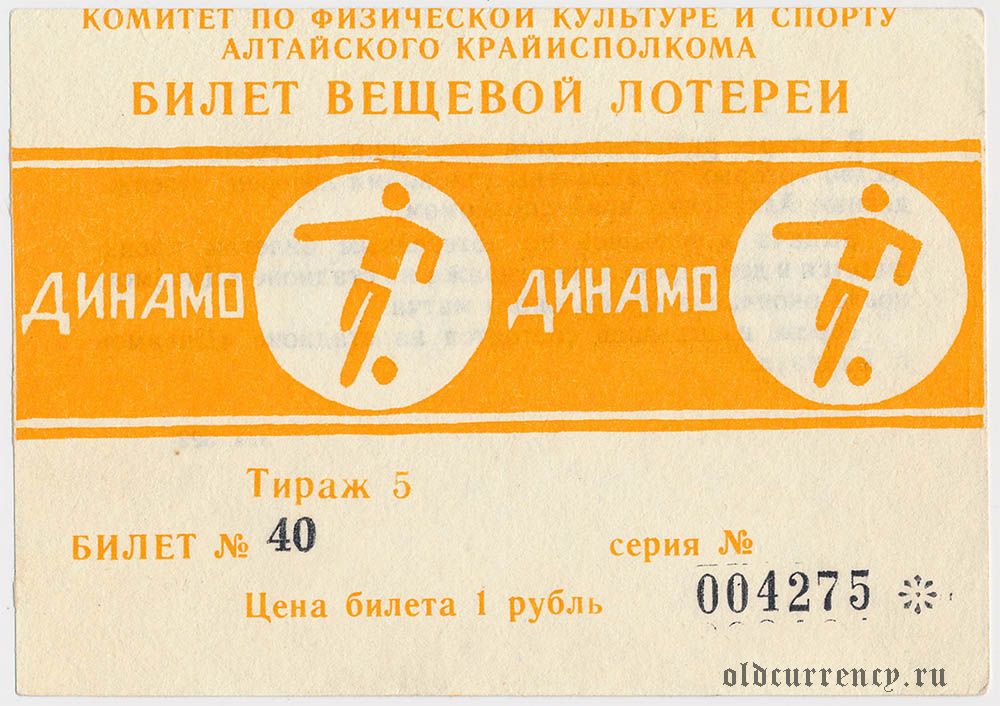 КОМИТЕТ ПО ФИЗИЧЕСКОЙ КУЛЬТУРЕ И СПОРТУ
АЛТАЙСКОГО КРАЙИСПОЛКОМА
БИЛЕТ ВЕЩЕВОЙ ЛОТЕРЕИ
ДИНАМО ДИНАМО
Тираж 5
БИЛЕТ № 40 серия №
004275
Цена билета 1 рубль
oldcurrency.ru